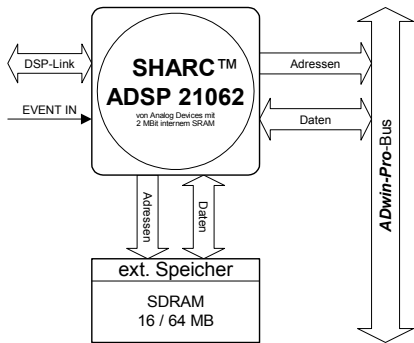 SHARC™
ADSP 21062
von Analog Devices mit
2 MBit internem SRAM
DSP-Link
EVENT IN
Adressen
Daten
ADwin-Pro-Bus
Adressen
Daten
ext. Speicher
SDRAM
16 / 64 MB